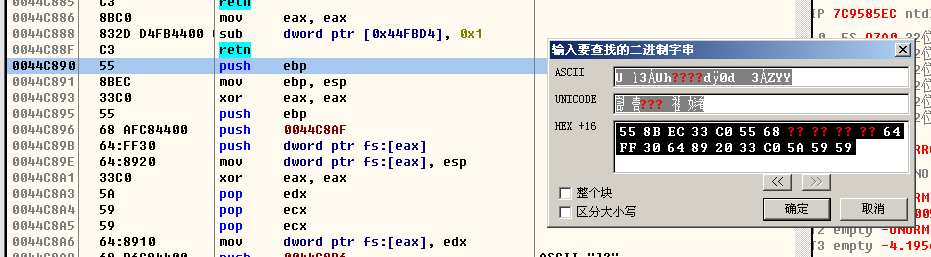 0044C885 C3 retn
0044C886 8BC0 mov eax, eax
0044C888 832D D4FB4400 sub dword ptr [0x44FBD4], 0x1
0044C88F C3 retn
0044C890 55 push ebp
0044C891 8BEC mov ebp, esp
0044C893 33C0 xor eax, eax
0044C895 55 push ebp
0044C896 68 AFC84400 push 0044C8AF
0044C89B 64:FF30 push dword ptr fs:[eax]
0044C89E 64:8920 mov dword ptr fs:[eax], esp
0044C8A1 33C0 xor eax, eax
0044C8A3 5A pop edx
0044C8A4 59 pop ecx
0044C8A5 59 pop ecx
0044C8A6 64:8910 mov dword ptr fs:[eax], edx
push
ASCII "]?"
输入要查找的二进制字串
ASCII
U ì3ÀUh????dÿ0d 3ÀZYY
UNICODE
HEX +16
55 8B EC 33 C0 55 68 ?? ?? ?? ?? 64
FF 30 64 89 20 33 C0 5A 59 59
<< >>
整个块
区分大小写
确定 取消
IP 7C9585EC ntd
empty
T3 empty -4.195